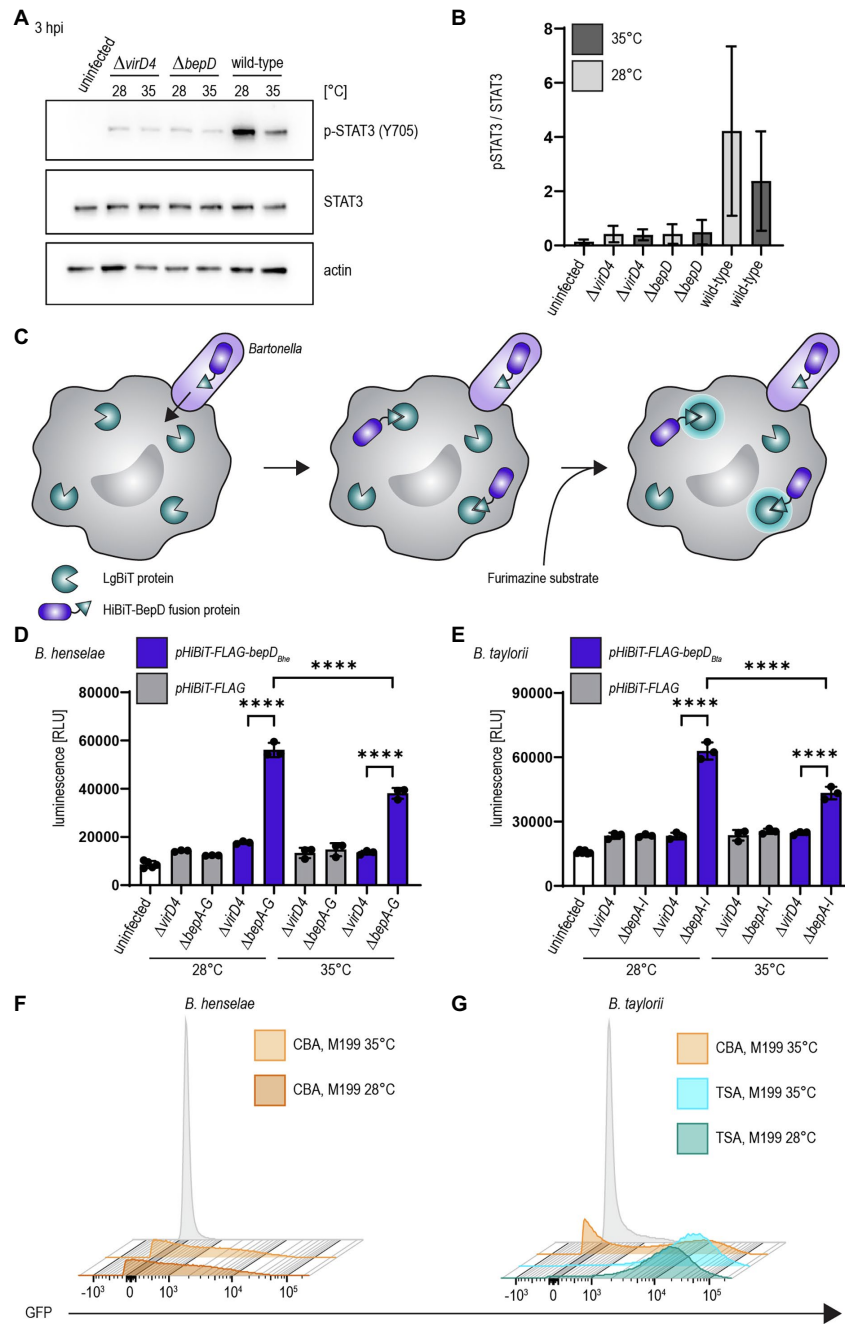 A
3 hpi
uninfected
ΔvirD4
ΔbepD
wild-type
28 35 28 35 28 35 [°C]
p-STAT3 (Y705)
STAT3
actin
B
35°C
28°C
pSTAT3 / STAT3
8
6
4
2
0
uninfected
ΔvirD4
ΔvirD4
ΔbepD
ΔbepD
wild-type
wild-type
C
Bartonella
Furimazine substrate
LgBiT protein
HiBiT-BepD fusion protein
D
B. henselae
pHiBiT-FLAG-bepD Bhe
pHiBiT-FLAG
luminescence [RLU]
80000
60000
40000
20000
0
****
****
****
uninfected
ΔvirD4
ΔbepA-G
ΔvirD4
ΔbepA-G
ΔvirD4
ΔbepA-G
ΔvirD4
ΔbepA-G
28°C
35°C
E
B. taylorii
pHiBiT-FLAG-bepD Bta
pHiBiT-FLAG
luminescence [RLU]
90000
60000
30000
0
****
****
****
uninfected
ΔvirD4
ΔbepA-I
ΔvirD4
ΔbepA-I
ΔvirD4
ΔbepA-I
ΔvirD4
ΔbepA-I
28°C
35°C
F
B. henselae
CBA, M199 35°C
CBA, M199 28°C
-10³ 0 10³ 10⁴ 10⁵
G
B. taylorii
CBA, M199 35°C
TSA, M199 35°C
TSA, M199 28°C
-10³ 0 10³ 10⁴ 10⁵
GFP